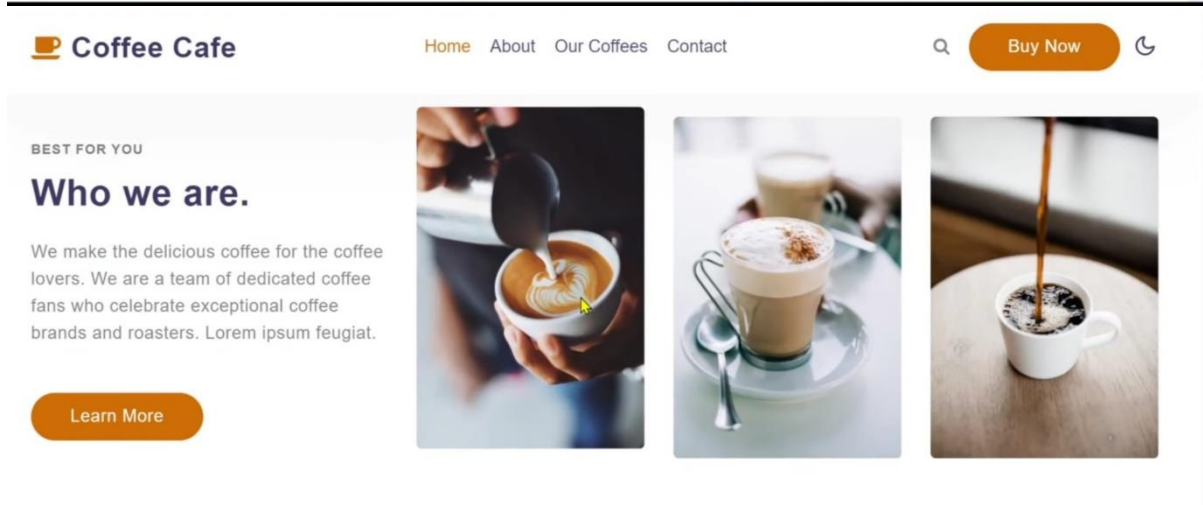 Coffee Cafe
Home About Our Coffees Contact
Buy Now
BEST FOR YOU
Who we are.
We make the delicious coffee for the coffee
lovers. We are a team of dedicated coffee
fans who celebrate exceptional coffee
brands and roasters. Lorem ipsum feugiat.
Learn More